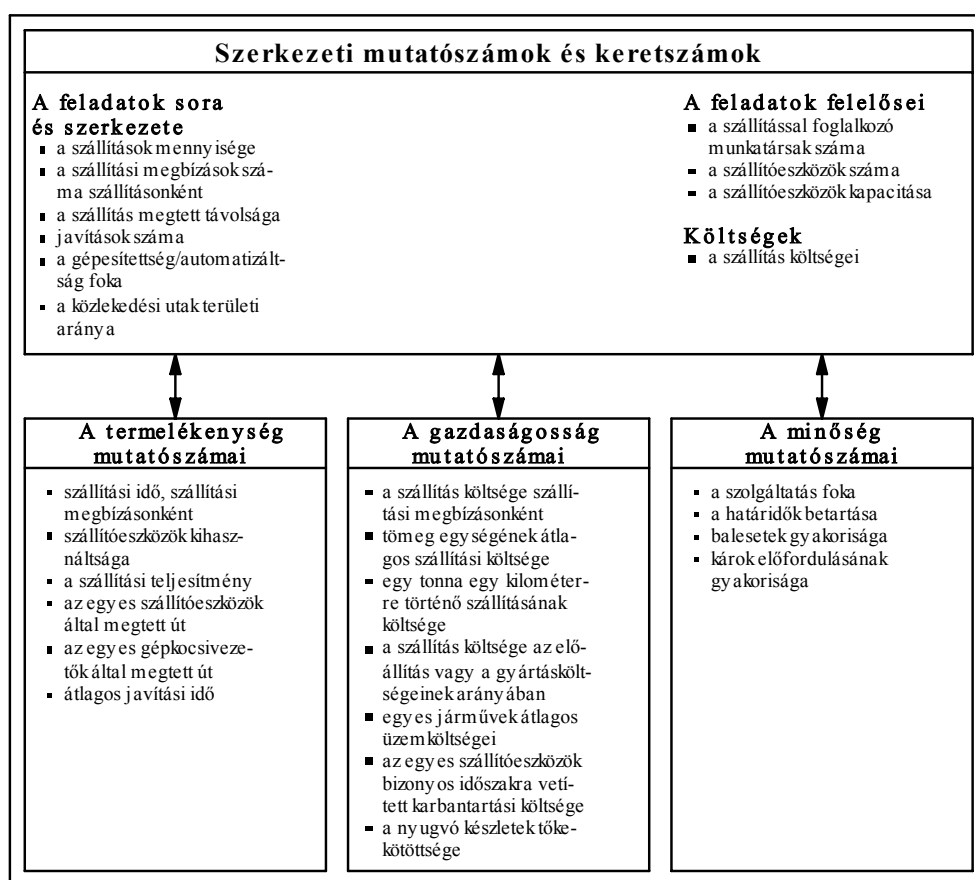 Szerkezeti mutatószámok és keretszámok
A feladatok sora
és szerkezete
▪ a szállítások mennyisége
▪ a szállítási megbízások szá-
ma szállításonként
▪ a szállítás megtett távolsága
▪ javítások száma
▪ a gépesítettség/automatizált-
ság foka
▪ a közlekedési utak területi
aránya
A feladatok felelősei
▪ a szállítással foglalkozó
munkatársak száma
▪ a szállítóeszközök száma
▪ a szállítóeszközök kapacitása
Költségek
▪ a szállítás költségei
A termelékenység
mutatószámai
▪ szállítási idő, szállítási
megbízásonként
▪ szállítóeszközök kihasz-
náltsága
▪ a szállítási teljesítmény
▪ az egyes szállítóeszközök
által megtett út
▪ az egyes gépkocsiveze-
tők által megtett út
▪ átlagos javítási idő
A gazdaságosság
mutatószámai
▪ a szállítás költsége szállí-
tási megbízásonként
▪ tömeg egységének átla-
gos szállítási költsége
▪ egy tonna egy kilométer-
re történő szállításának
költsége
▪ a szállítás költsége az elő-
állítás vagy a gyártáskölt-
ségeinek arányában
▪ egyes járművek átlagos
üzemköltségei
▪ az egyes szállítóeszközök
bizonyos időszakra vetí-
tett karbantartási költsége
▪ a nyugvó készletek tőke-
kötöttsége
A minőség
mutatószámai
▪ a szolgáltatás foka
▪ a határidők betartása
▪ balesetek gyakorisága
▪ károk előfordulásának
gyakorisága